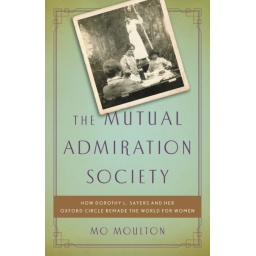 THE MUTUAL
ADMIRATION
SOCIETY
HOW DOROTHY L. SAYERS AND HER
OXFORD CIRCLE REMADE THE WORLD FOR WOMEN
MO MOULTON